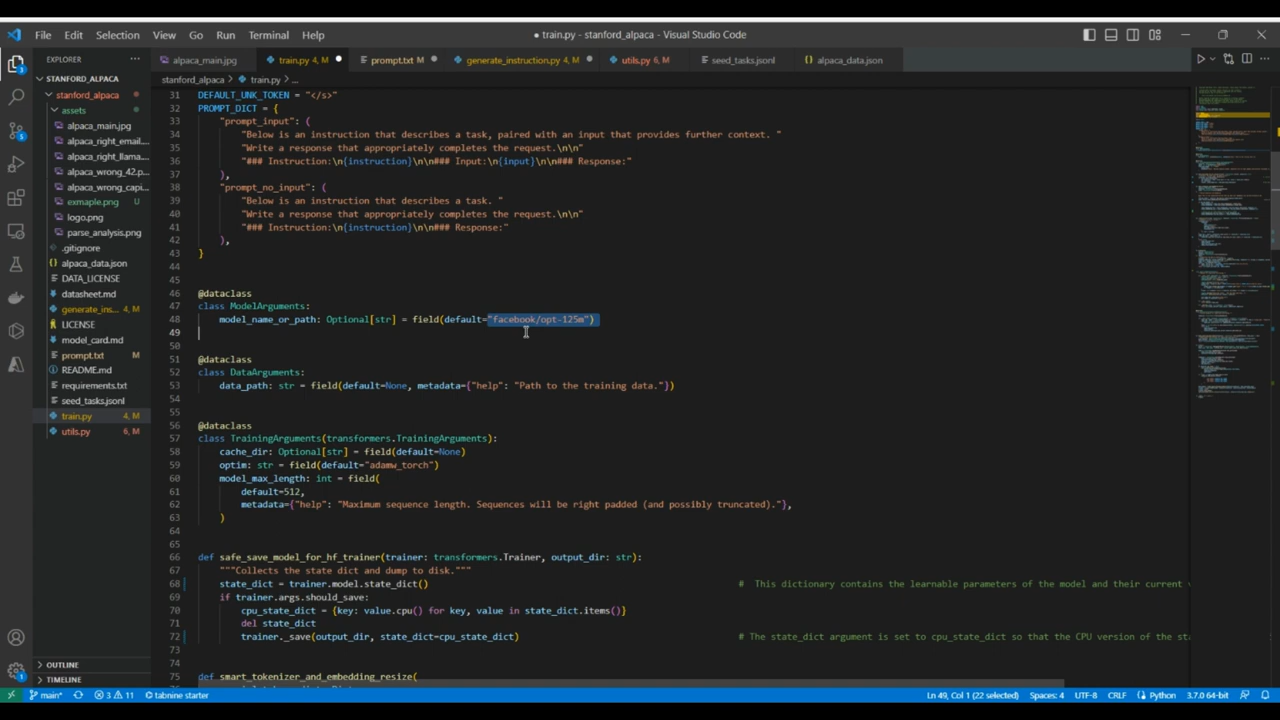 File Edit Selection View Go Run Terminal Help
● train.py - stanford_alpaca - Visual Studio Code
EXPLORER
alpaca_main.jpg train.py 4, M prompt.txt M generate_instruction.py 4, M utils.py 6, M seed_tasks.jsonl alpaca_data.json
STANFORD_ALPACA
stanford_alpaca > train.py > ...
stanford_alpaca
assets
alpaca_main.jpg
alpaca_right_email....
alpaca_right_llama....
alpaca_wrong_42.p...
alpaca_wrong_capi...
exmaple.png U
logo.png
parse_analysis.png
.gitignore
alpaca_data.json
DATA_LICENSE
datasheet.md
generate_ins... 4, M
LICENSE
model_card.md
prompt.txt M
README.md
requirements.txt
seed_tasks.jsonl
train.py 4, M
utils.py 6, M
OUTLINE
TIMELINE
31 DEFAULT_UNK_TOKEN = "</s>"
32 PROMPT_DICT = {
33 "prompt_input": (
34 "Below is an instruction that describes a task, paired with an input that provides further context. "
35 "Write a response that appropriately completes the request.\n\n"
36 "### Instruction:\n{instruction}\n\n### Input:\n{input}\n\n### Response:"
37 ),
38 "prompt_no_input": (
39 "Below is an instruction that describes a task. "
40 "Write a response that appropriately completes the request.\n\n"
41 "### Instruction:\n{instruction}\n\n### Response:"
42 ),
43 }
44
45
46 @dataclass
47 class ModelArguments:
48 model_name_or_path: Optional[str] = field(default="facebook/opt-125m")
49
50
51 @dataclass
52 class DataArguments:
53 data_path: str = field(default=None, metadata={"help": "Path to the training data."})
54
55
56 @dataclass
57 class TrainingArguments(transformers.TrainingArguments):
58 cache_dir: Optional[str] = field(default=None)
59 optim: str = field(default="adamw_torch")
60 model_max_length: int = field(
61 default=512,
62 metadata={"help": "Maximum sequence length. Sequences will be right padded (and possibly truncated)."},
63 )
64
65
66 def safe_save_model_for_hf_trainer(trainer: transformers.Trainer, output_dir: str):
67 """Collects the state dict and dump to disk."""
68 state_dict = trainer.model.state_dict() # This dictionary contains the learnable parameters of the model and their current v
69 if trainer.args.should_save:
70 cpu_state_dict = {key: value.cpu() for key, value in state_dict.items()}
71 del state_dict
72 trainer._save(output_dir, state_dict=cpu_state_dict) # The state_dict argument is set to cpu_state_dict so that the CPU version of the st
73
74
75 def smart_tokenizer_and_embedding_resize(
main* 3 11 tabnine starter Ln 49, Col 1 (22 selected) Spaces: 4 UTF-8 CRLF Python 3.7.0 64-bit